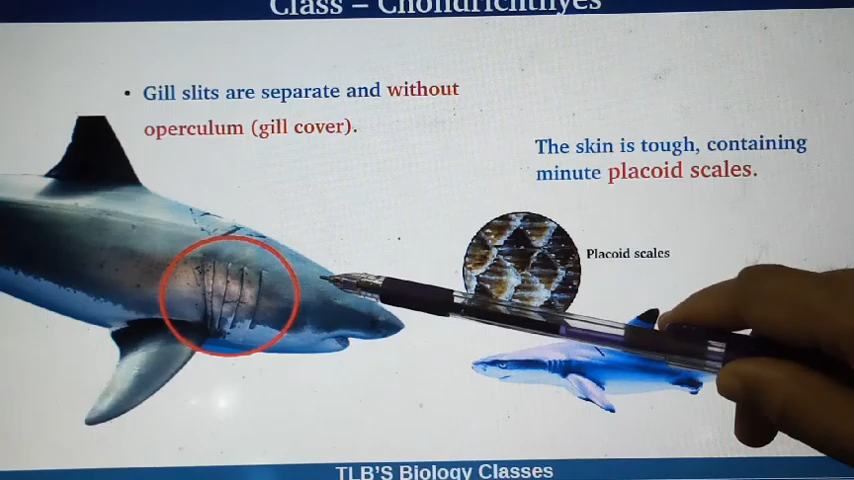 Class – Chondrichthyes
• Gill slits are separate and without
operculum (gill cover).
The skin is tough, containing
minute placoid scales.
Placoid scales
TLB'S Biology Classes